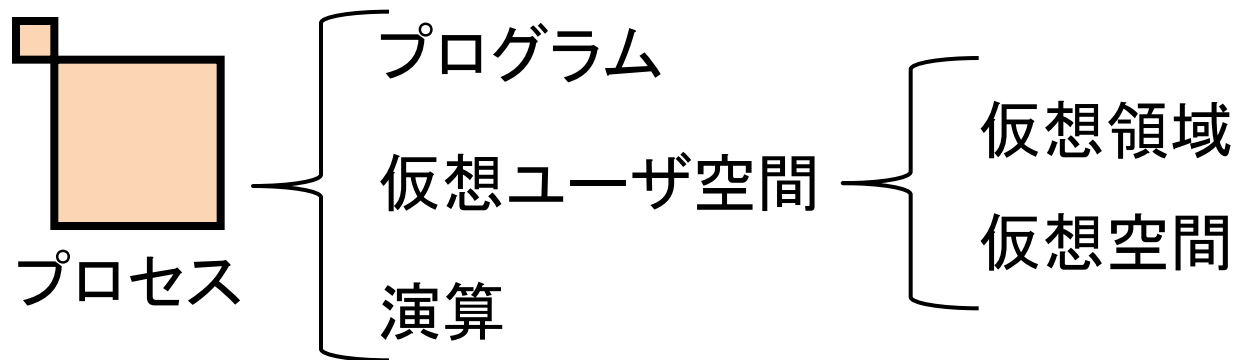 プロセス
プログラム
仮想ユーザ空間
演算
仮想領域
仮想空間